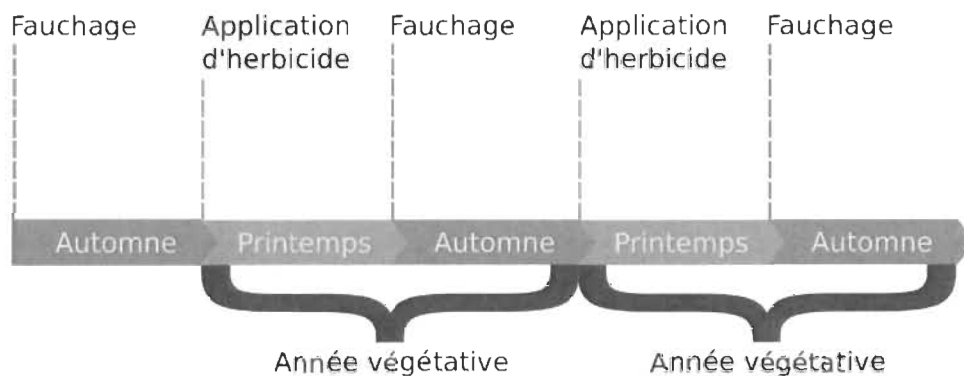 Fauchage Application d'herbicide Fauchage Application d'herbicide Fauchage
Automne Printemps Automne Printemps Automne
Année végétative Année végétative